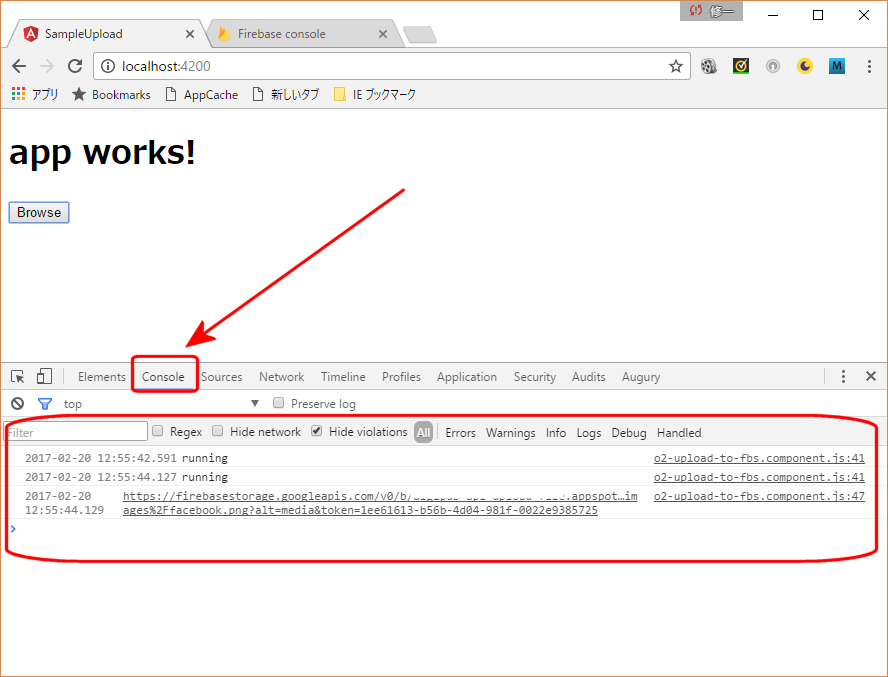 修一
SampleUpload
Firebase console
localhost:4200
アプリ Bookmarks AppCache 新しいタブ IE ブックマーク
app works!
Browse
Elements Console Sources Network Timeline Profiles Application Security Audits Augury
top Preserve log
Filter Regex Hide network Hide violations All Errors Warnings Info Logs Debug Handled
2017-02-20 12:55:42.591 running o2-upload-to-fbs.component.js:41
2017-02-20 12:55:44.127 running o2-upload-to-fbs.component.js:41
2017-02-20 https://firebasestorage.googleapis.com/v0/b/ .appspot…im o2-upload-to-fbs.component.js:47
12:55:44.129 ages%2Ffacebook.png?alt=media&token=1ee61613-b56b-4d04-981f-0022e9385725